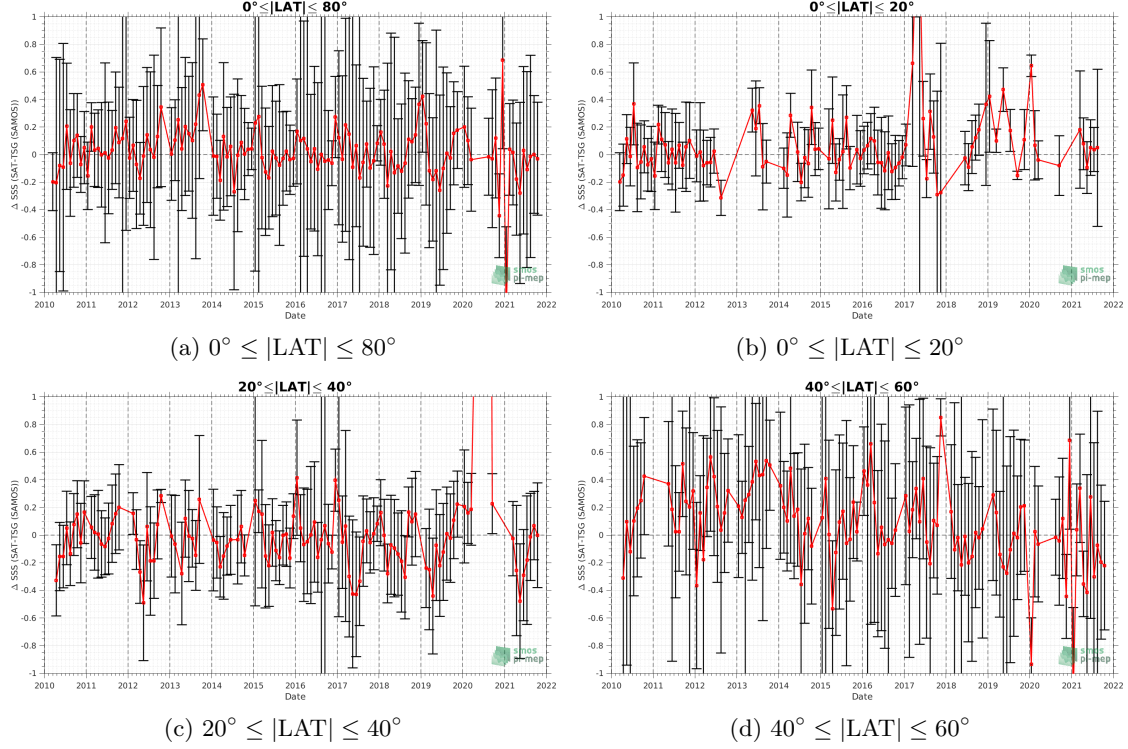 0°≤|LAT|≤ 80°
Δ SSS (SAT-TSG (SAMOS))
1
0.8
0.6
0.4
0.2
0
-0.2
-0.4
-0.6
-0.8
-1
2010 2011 2012 2013 2014 2015 2016 2017 2018 2019 2020 2021 2022
Date
smos
pi-mep
(a) 0° ≤ |LAT| ≤ 80°
0°≤|LAT|≤ 20°
Δ SSS (SAT-TSG (SAMOS))
1
0.8
0.6
0.4
0.2
0
-0.2
-0.4
-0.6
-0.8
-1
2010 2011 2012 2013 2014 2015 2016 2017 2018 2019 2020 2021 2022
Date
smos
pi-mep
(b) 0° ≤ |LAT| ≤ 20°
20°≤|LAT|≤ 40°
Δ SSS (SAT-TSG (SAMOS))
1
0.8
0.6
0.4
0.2
0
-0.2
-0.4
-0.6
-0.8
-1
2010 2011 2012 2013 2014 2015 2016 2017 2018 2019 2020 2021 2022
Date
smos
pi-mep
(c) 20° ≤ |LAT| ≤ 40°
40°≤|LAT|≤ 60°
Δ SSS (SAT-TSG (SAMOS))
1
0.8
0.6
0.4
0.2
0
-0.2
-0.4
-0.6
-0.8
-1
2010 2011 2012 2013 2014 2015 2016 2017 2018 2019 2020 2021 2022
Date
smos
pi-mep
(d) 40° ≤ |LAT| ≤ 60°